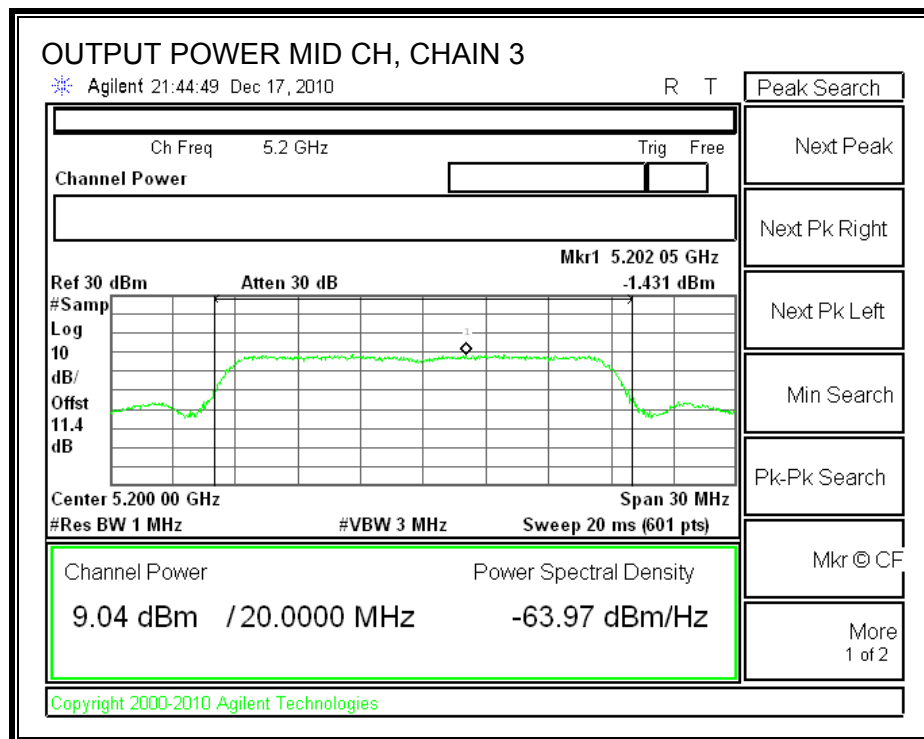 OUTPUT POWER MID CH, CHAIN 3
Agilent 21:44:49 Dec 17, 2010 R T
Peak Search
Ch Freq 5.2 GHz Trig Free
Next Peak
Channel Power
Next Pk Right
Mkr1 5.202 05 GHz
Ref 30 dBm Atten 30 dB -1.431 dBm
#Samp
Log
10
dB/
Offst
11.4
dB
1
Next Pk Left
Min Search
Pk-Pk Search
Center 5.200 00 GHz Span 30 MHz
#Res BW 1 MHz #VBW 3 MHz Sweep 20 ms (601 pts)
Mkr © CF
Channel Power Power Spectral Density
9.04 dBm / 20.0000 MHz -63.97 dBm/Hz
More
1 of 2
Copyright 2000-2010 Agilent Technologies